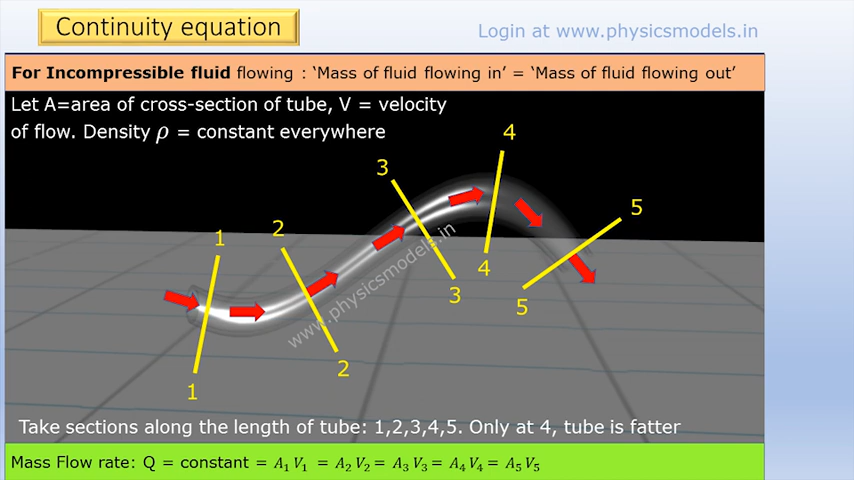 Continuity equation
Login at www.physicsmodels.in
For Incompressible fluid flowing : ‘Mass of fluid flowing in’ = ‘Mass of fluid flowing out’
Let A=area of cross-section of tube, V = velocity
of flow. Density ρ = constant everywhere
4
3
5
2
1
www.physicsmodels.in
4
3
5
2
1
Take sections along the length of tube: 1,2,3,4,5. Only at 4, tube is fatter
Mass Flow rate: Q = constant = A₁ V₁ = A₂ V₂ = A₃ V₃ = A₄ V₄ = A₅ V₅